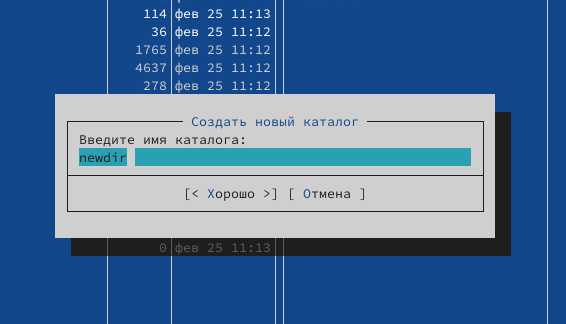 114 фев 25 11:13
36 фев 25 11:12
1765 фев 25 11:12
4637 фев 25 11:12
278 фев 25 11:12
Создать новый каталог
Введите имя каталога:
newdir
[< Хорошо >] [ Отмена ]
0 фев 25 11:13